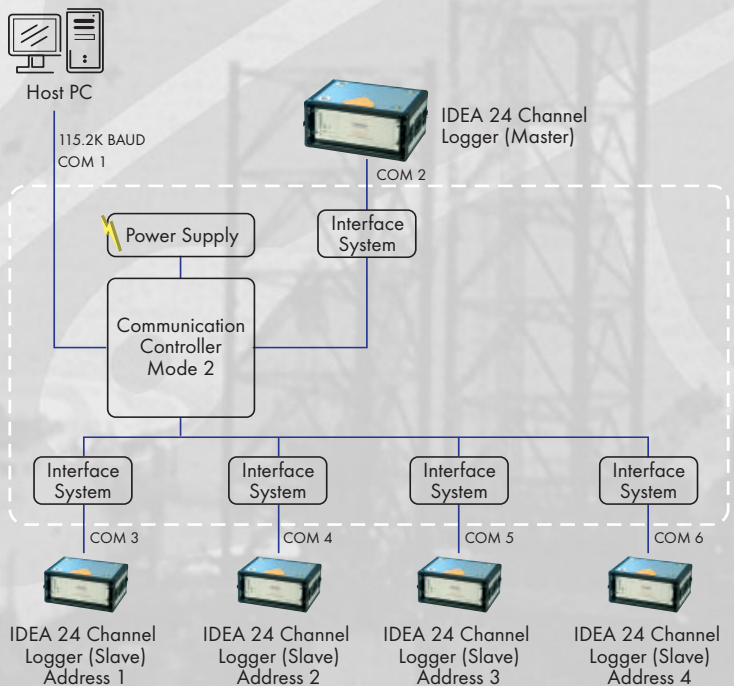 Host PC
115.2K BAUD
COM 1
IDEA 24 Channel
Logger (Master)
COM 2
Power Supply
Interface
System
Communication
Controller
Mode 2
Interface
System
Interface
System
Interface
System
Interface
System
COM 3
COM 4
COM 5
COM 6
IDEA 24 Channel
Logger (Slave)
Address 1
IDEA 24 Channel
Logger (Slave)
Address 2
IDEA 24 Channel
Logger (Slave)
Address 3
IDEA 24 Channel
Logger (Slave)
Address 4